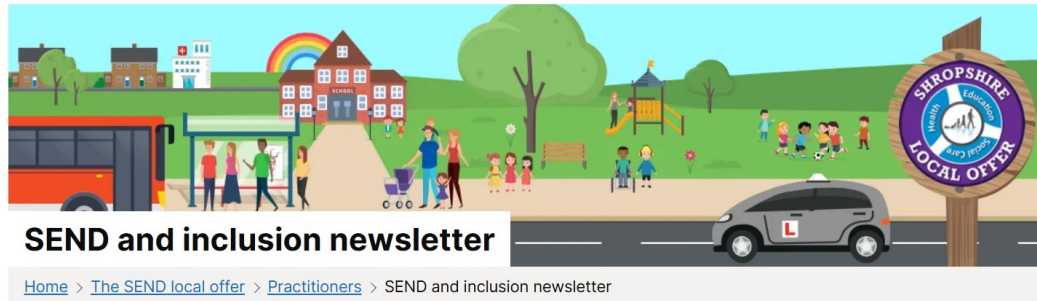 SCHOOL
L
SHROPSHIRE
Health
Education
Social Care
LOCAL OFFER
SEND and inclusion newsletter
Home > The SEND local offer > Practitioners > SEND and inclusion newsletter